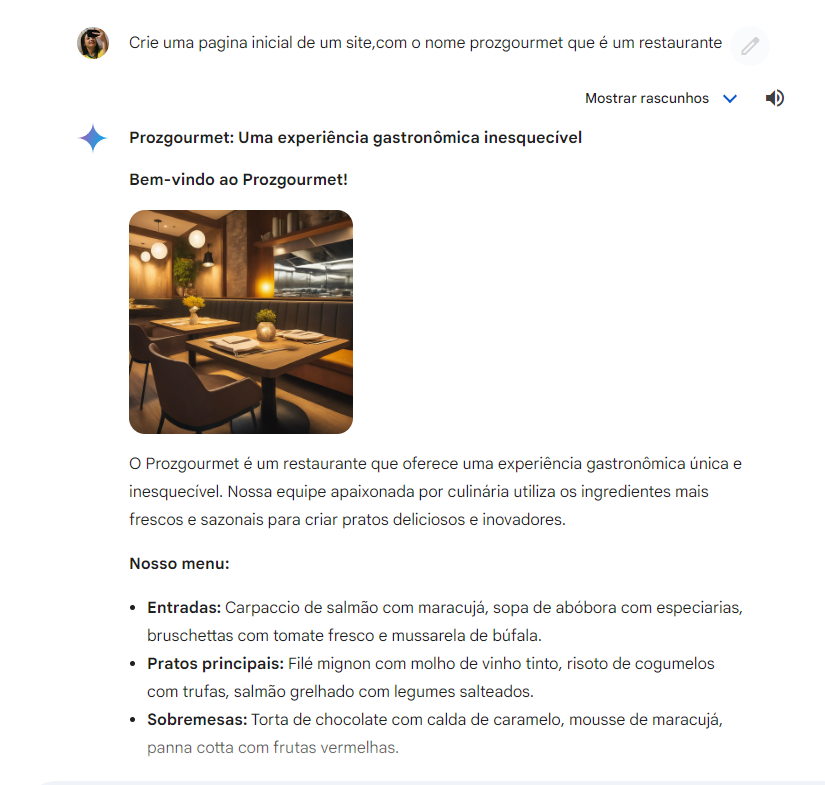 Crie uma pagina inicial de um site,com o nome prozgourmet que é um restaurante
Mostrar rascunhos
Prozgourmet: Uma experiência gastronômica inesquecível
Bem-vindo ao Prozgourmet!
O Prozgourmet é um restaurante que oferece uma experiência gastronômica única e
inesquecível. Nossa equipe apaixonada por culinária utiliza os ingredientes mais
frescos e sazonais para criar pratos deliciosos e inovadores.
Nosso menu:
• Entradas: Carpaccio de salmão com maracujá, sopa de abóbora com especiarias,
bruschettas com tomate fresco e mussarela de búfala.
• Pratos principais: Filé mignon com molho de vinho tinto, risoto de cogumelos
com trufas, salmão grelhado com legumes salteados.
• Sobremesas: Torta de chocolate com calda de caramelo, mousse de maracujá,
panna cotta com frutas vermelhas.